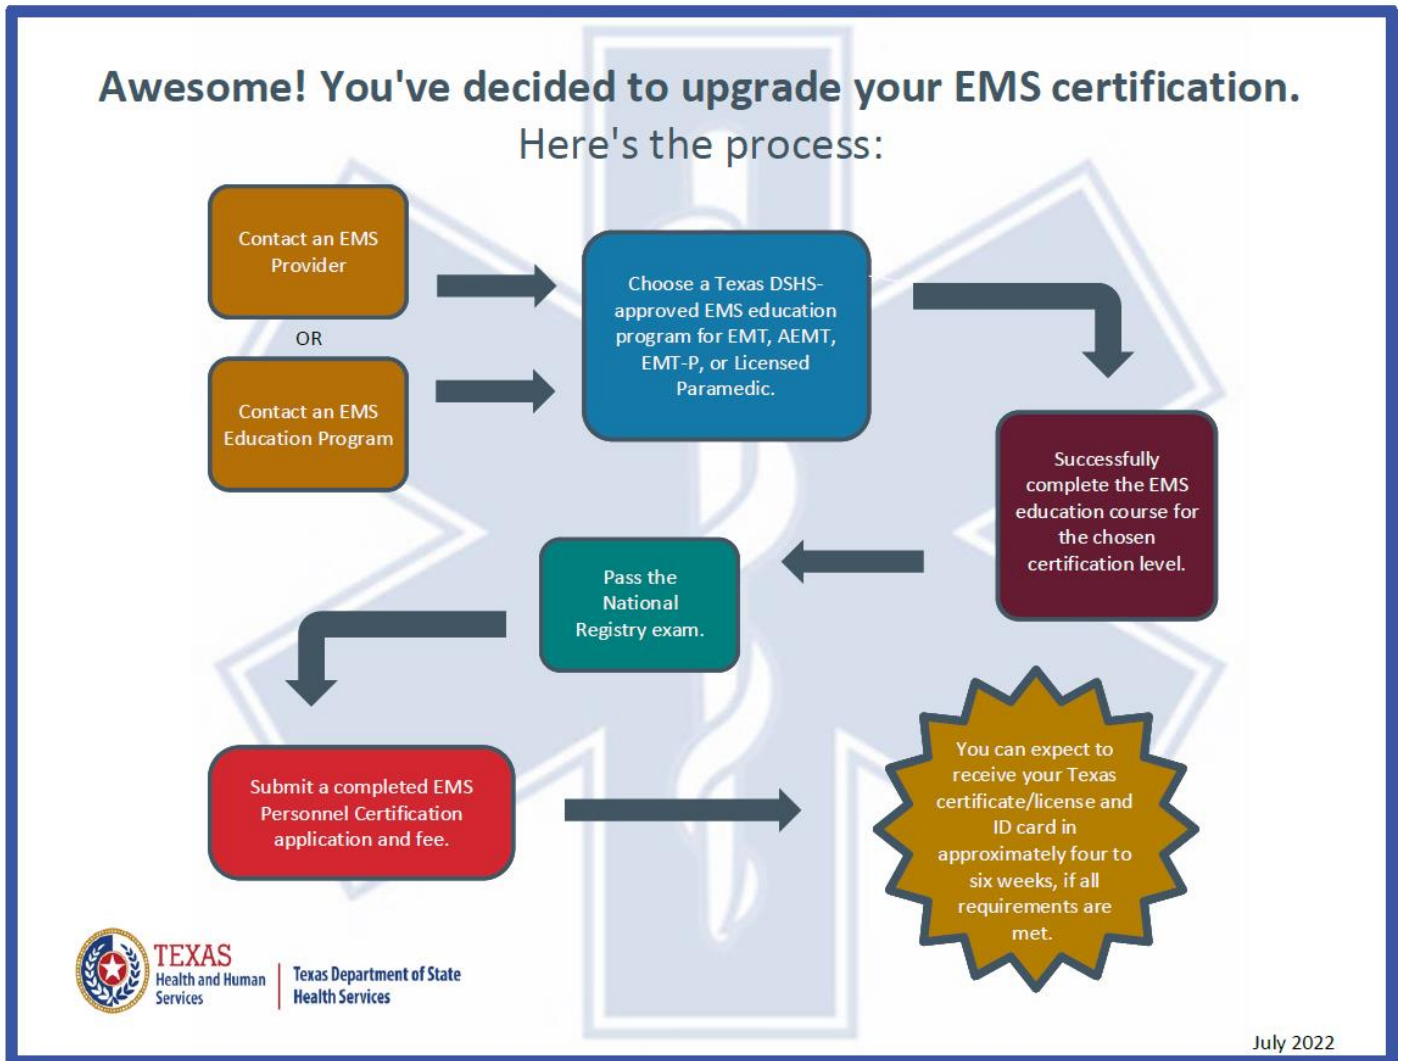 Awesome! You've decided to upgrade your EMS certification.
Here's the process:
Contact an EMS
Provider
OR
Contact an EMS
Education Program
Choose a Texas DSHS-
approved EMS education
program for EMT, AEMT,
EMT-P, or Licensed
Paramedic.
Successfully
complete the EMS
education course for
the chosen
certification level.
Pass the
National
Registry exam.
Submit a completed EMS
Personnel Certification
application and fee.
You can expect to
receive your Texas
certificate/license and
ID card in
approximately four to
six weeks, if all
requirements are
met.
TEXAS
Health and Human
Services
Texas Department of State
Health Services
July 2022